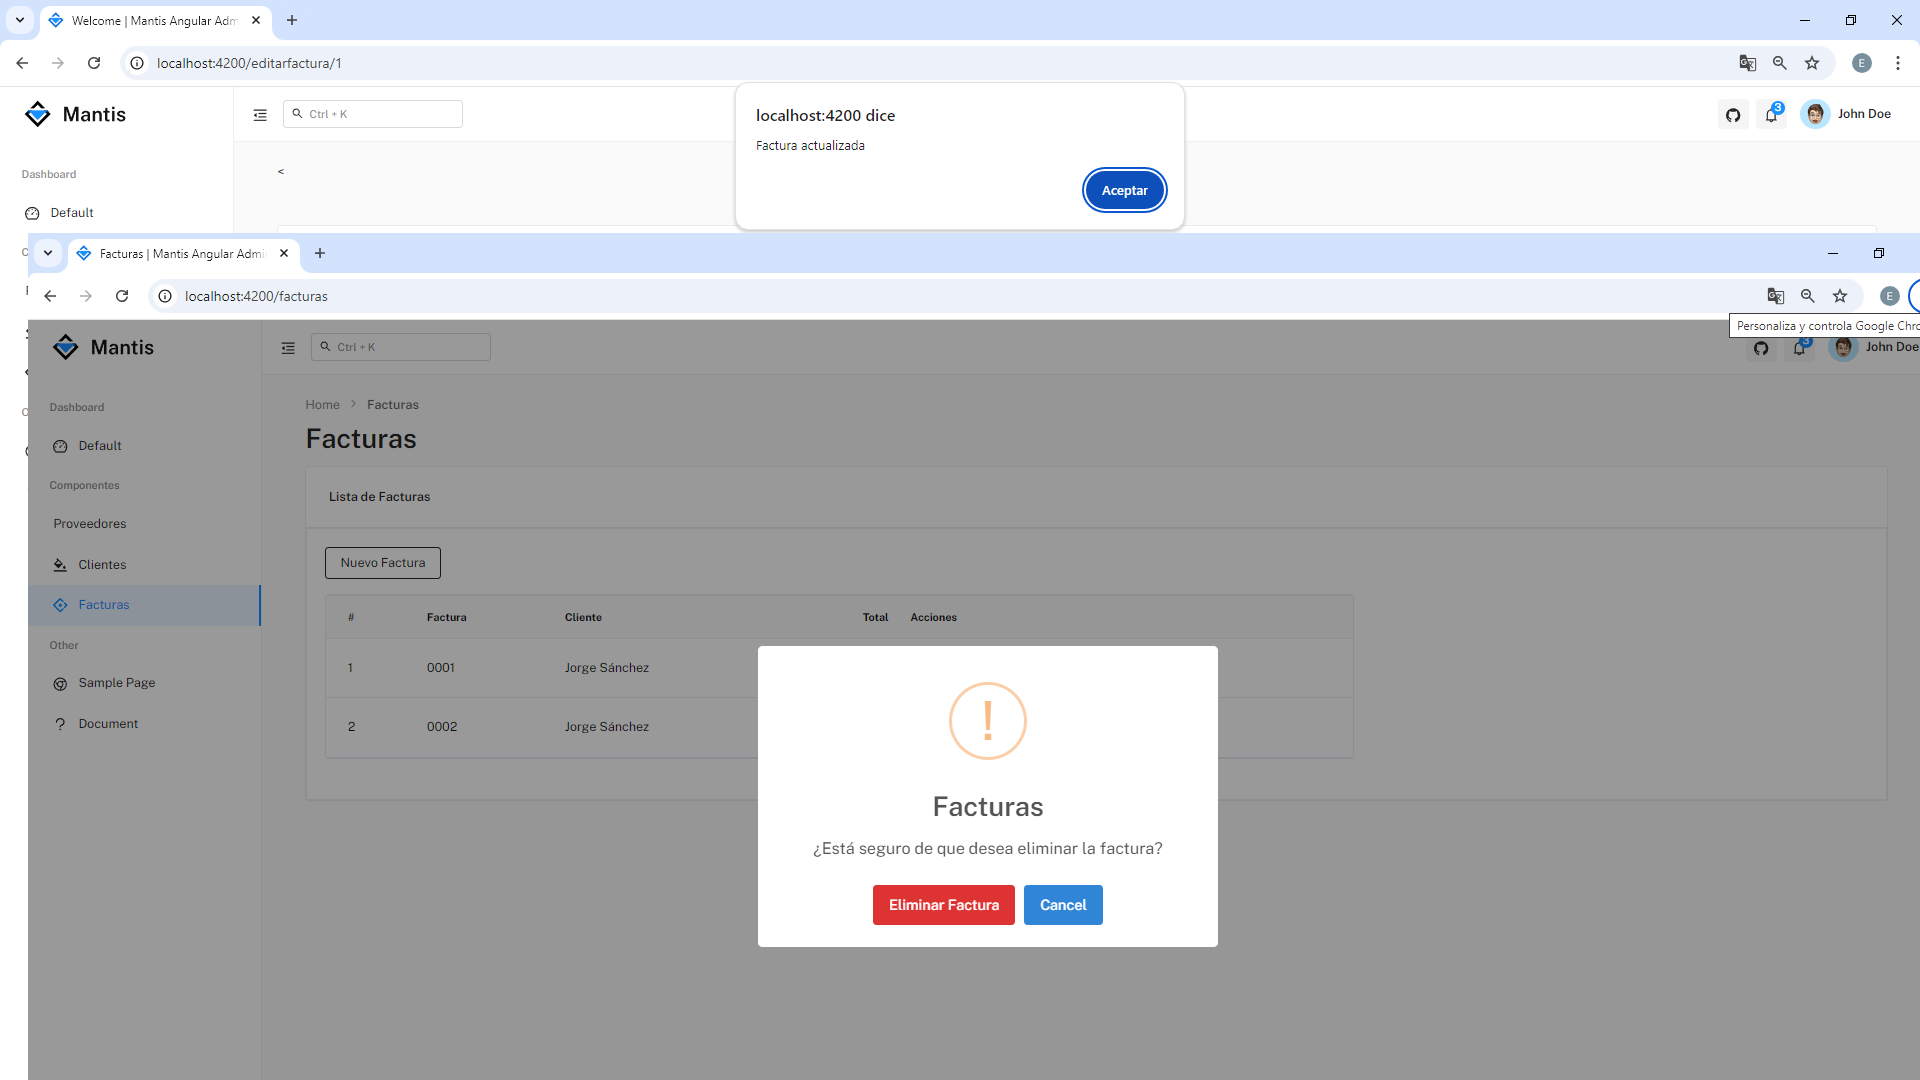 Welcome | Mantis Angular Adm
localhost:4200/editarfactura/1
E
Mantis
Ctrl + K
3
John Doe
localhost:4200 dice
Factura actualizada
Aceptar
Dashboard
<
Default
Facturas | Mantis Angular Admi
localhost:4200/facturas
E
Personaliza y controla Google Chro
Mantis
Ctrl + K
3
John Doe
Dashboard
Default
Componentes
Proveedores
Clientes
Facturas
Other
Sample Page
Document
Home > Facturas
Facturas
Lista de Facturas
Nuevo Factura
# Factura Cliente Total Acciones
1 0001 Jorge Sánchez
2 0002 Jorge Sánchez
!
Facturas
¿Está seguro de que desea eliminar la factura?
Eliminar Factura Cancel